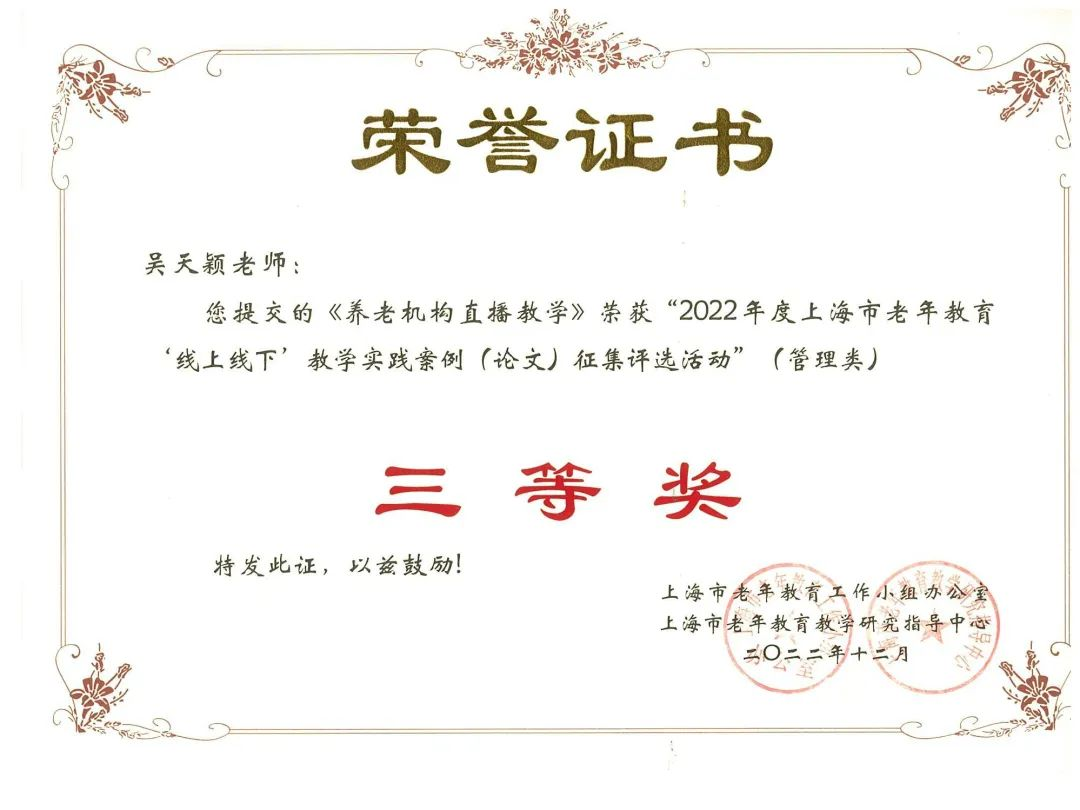 荣誉证书
吴天颖老师：
您提交的《养老机构直播教学》荣获“2022年度上海市老年教育
‘线上线下’教学实践案例（论文）征集评选活动”（管理类）
三等奖
特发此证，以兹鼓励！
上海市老年教育工作小组办公室
上海市老年教育教学研究指导中心
二〇二二年十二月